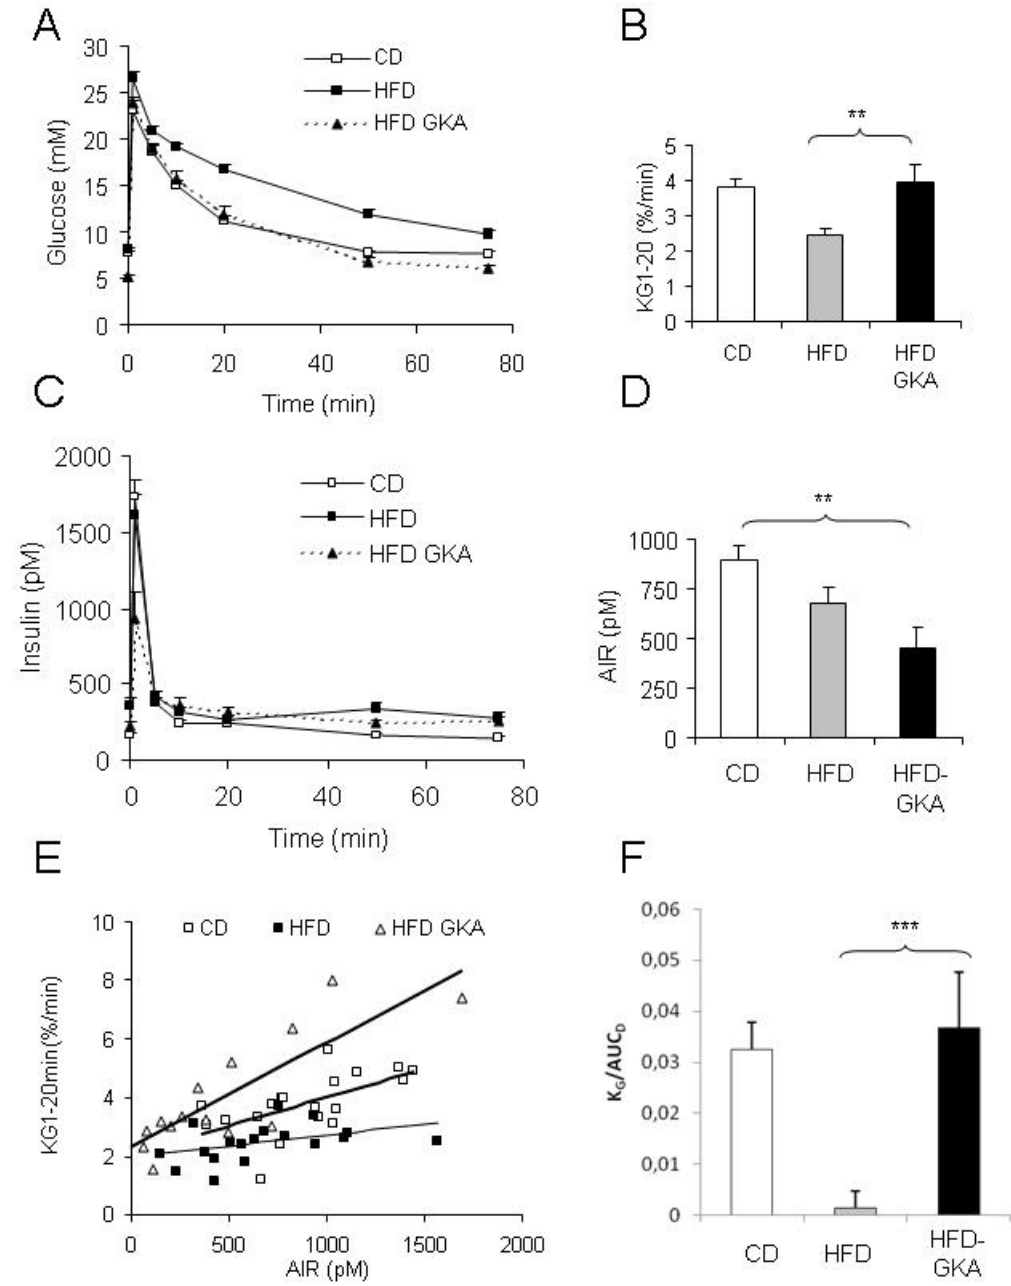 A
30
25
20
15
10
5
0
Glucose (mM)
CD
HFD
HFD GKA
0 20 40 60 80
Time (min)
B
**
5
4
3
2
1
0
KG1-20 (%/min)
CD HFD HFD
GKA
C
2000
1500
1000
500
0
Insulin (pM)
CD
HFD
HFD GKA
0 20 40 60 80
Time (min)
D
**
1000
750
500
250
0
AIR (pM)
CD HFD HFD-
GKA
E
10
8
6
4
2
0
KG1-20min(%/min)
CD HFD HFD GKA
0 500 1000 1500 2000
AIR (pM)
F
***
0,06
0,05
0,04
0,03
0,02
0,01
0
K_G/AUC_D
CD HFD HFD-
GKA